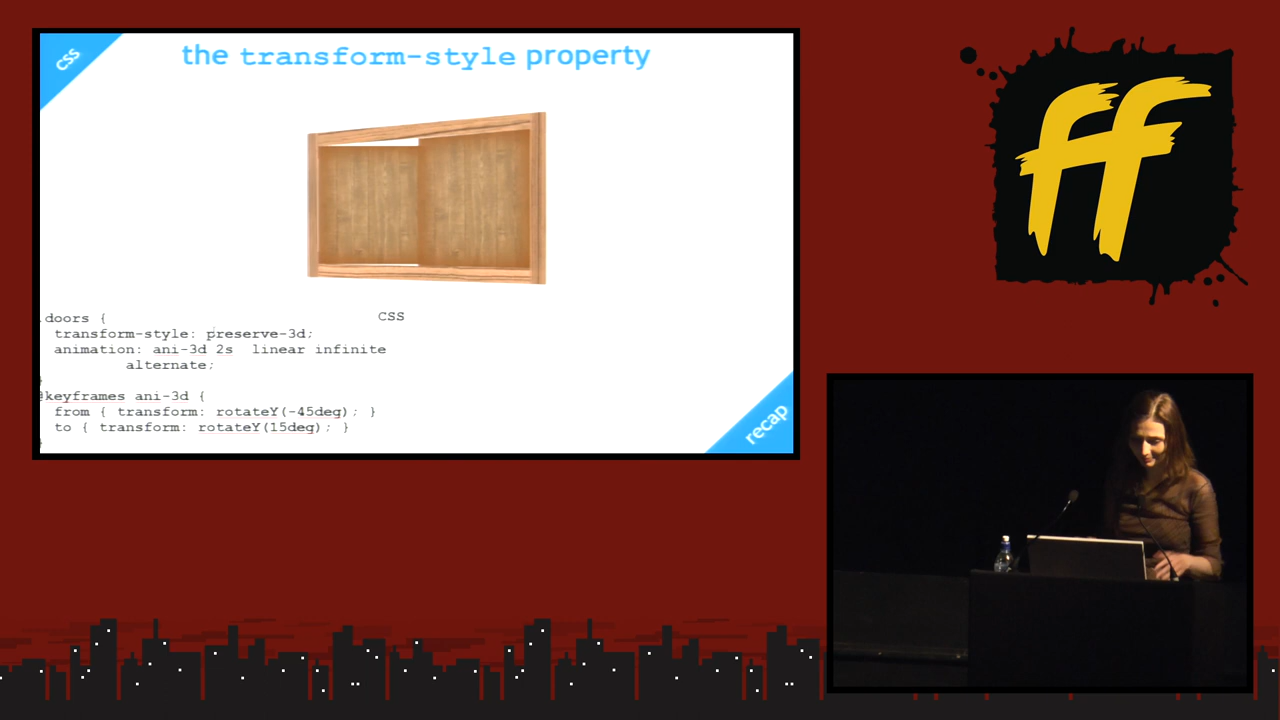 css
the transform-style property
.doors {
CSS
transform-style: preserve-3d;
animation: ani-3d 2s linear infinite
alternate;
}
@keyframes ani-3d {
from { transform: rotateY(-45deg); }
to { transform: rotateY(15deg); }
}
recap
ff